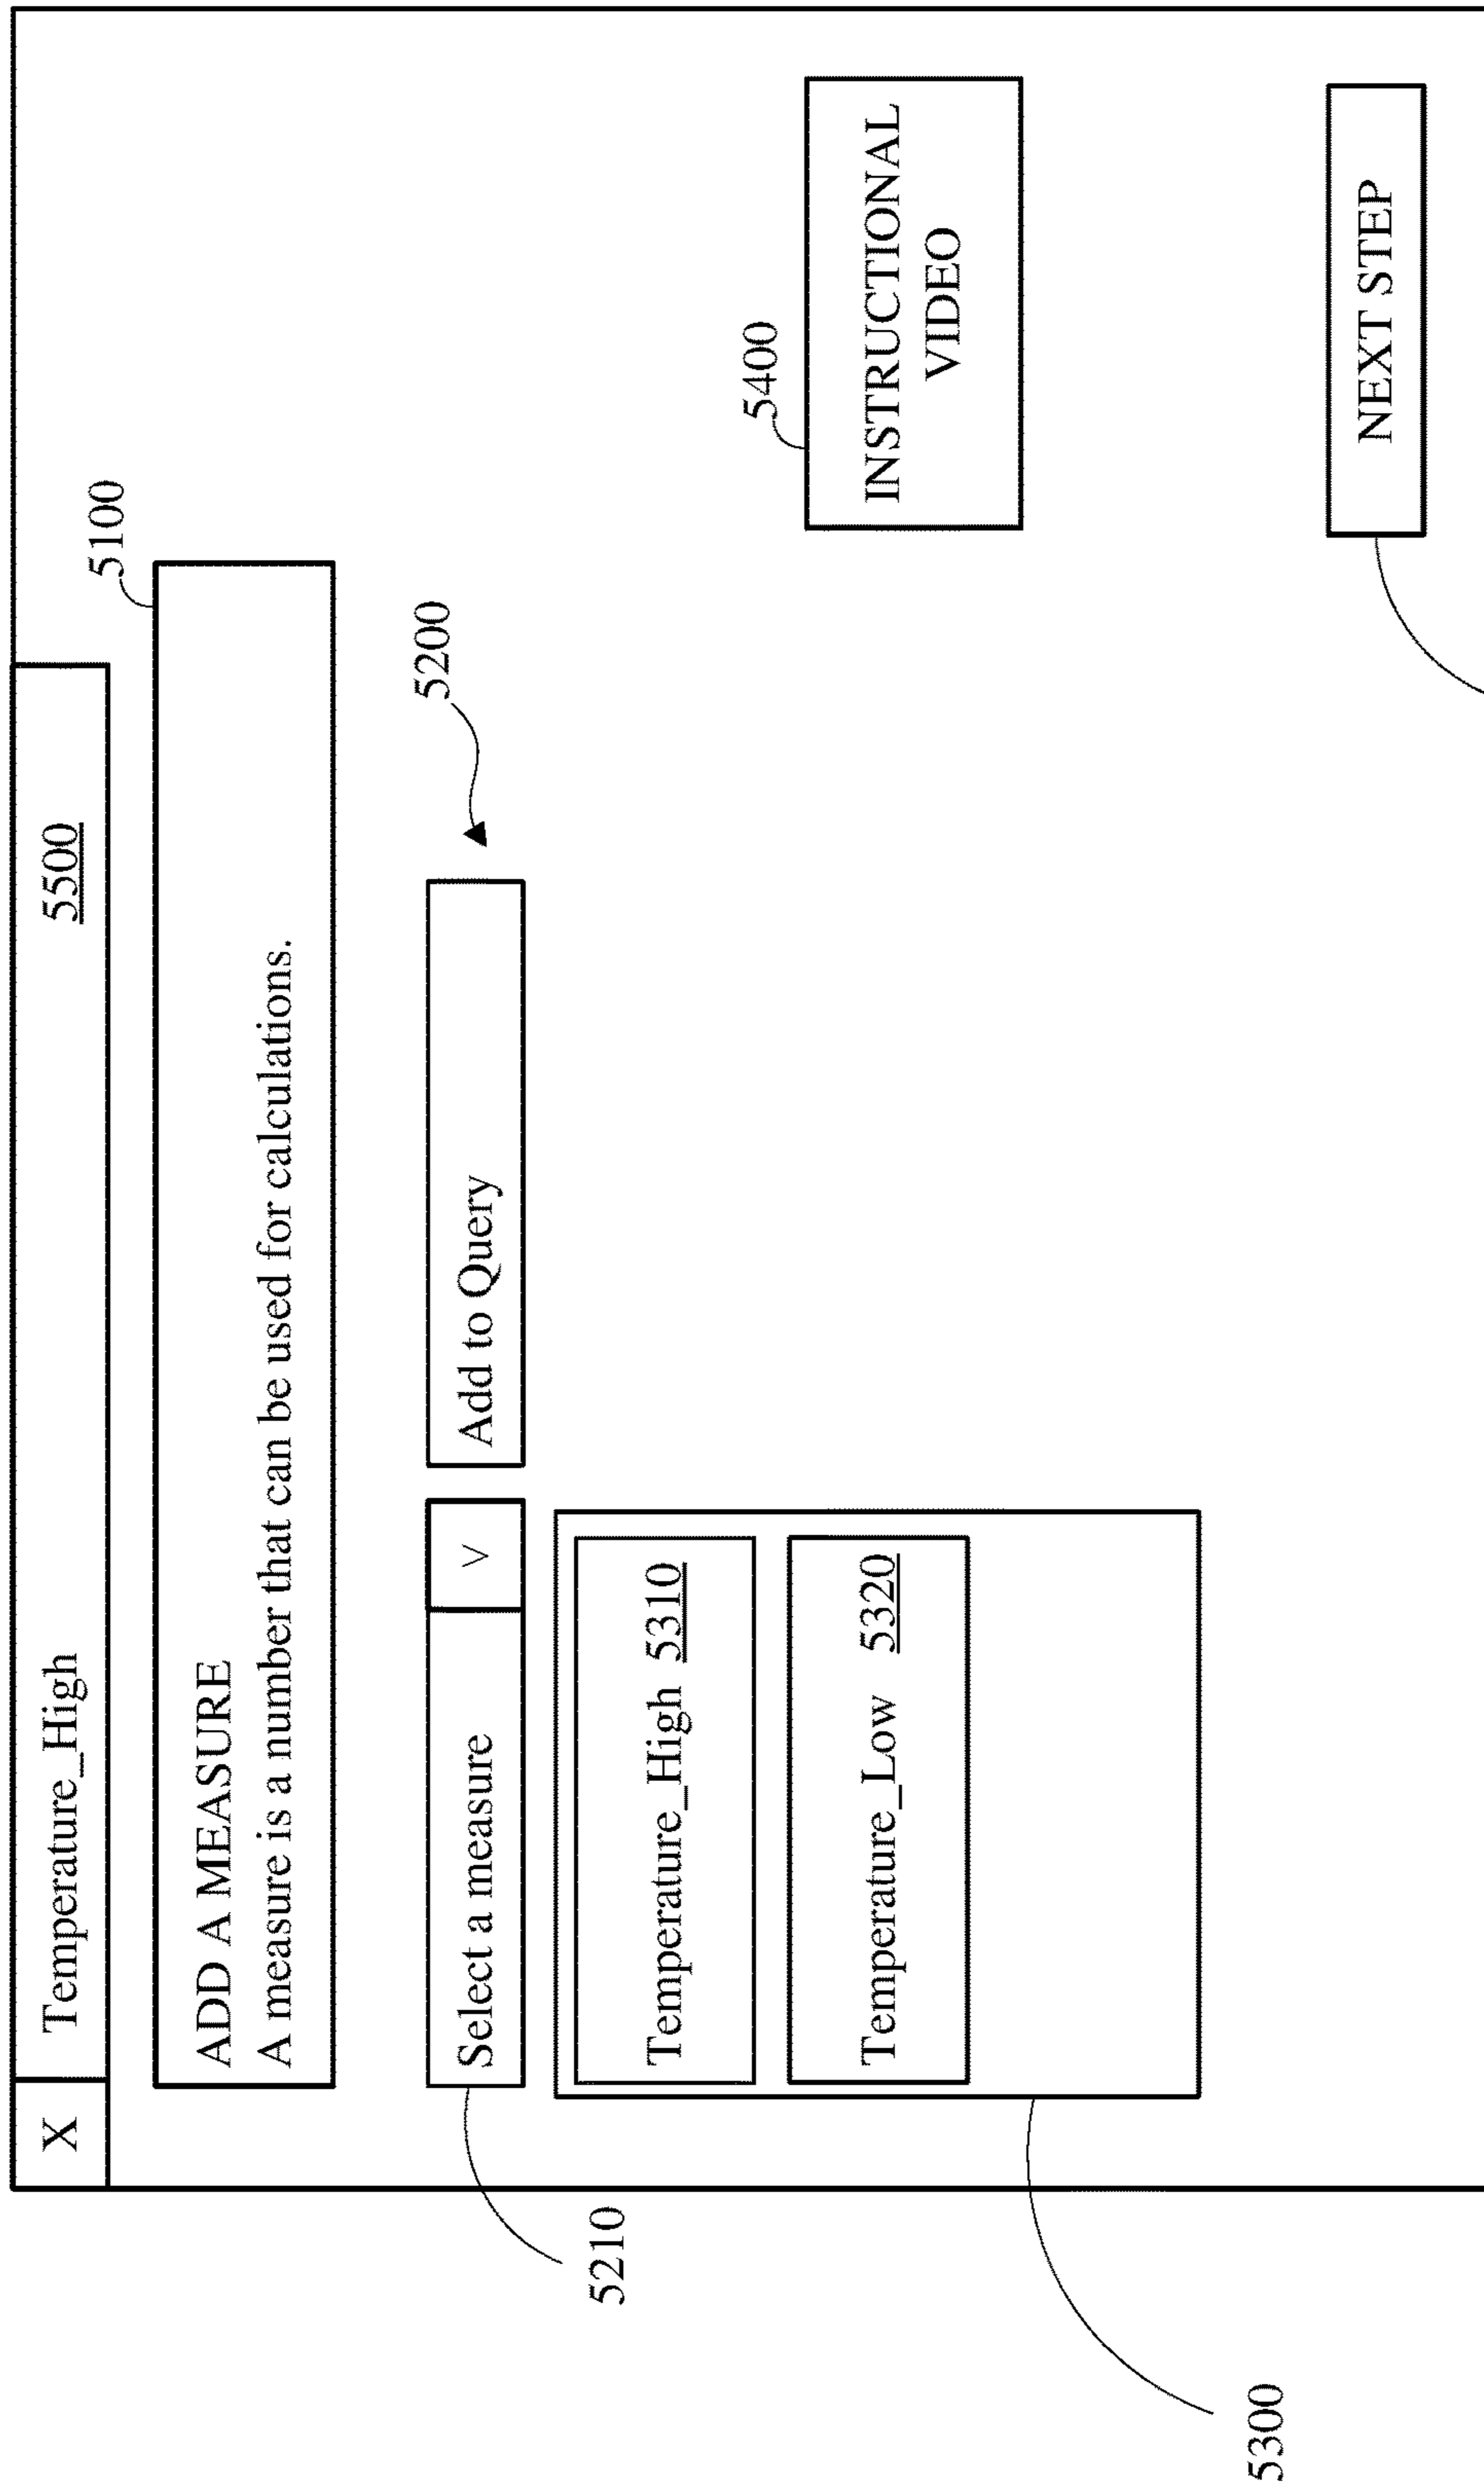 X Temperature_High 5500
5100
ADD A MEASURE
A measure is a number that can be used for calculations.
5200
5210
Select a measure V Add to Query
Temperature_High 5310
5400
INSTRUCTIONAL
VIDEO
Temperature_Low 5320
5300
NEXT STEP